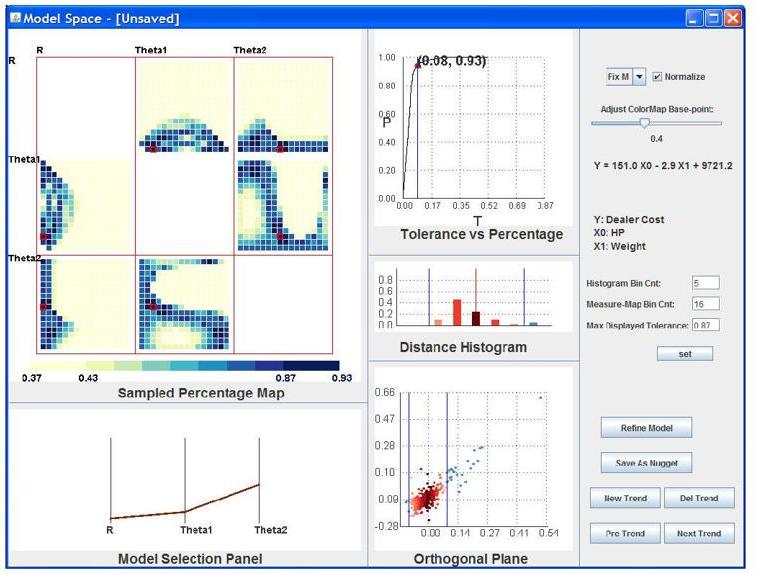 Model Space - [Unsaved]
R Theta1 Theta2
R
Theta1
Theta2
0.37 0.43 0.87 0.93
Sampled Percentage Map
R Theta1 Theta2
Model Selection Panel
(0.08, 0.93)
1.00
0.80
0.60
P
0.40
0.20
0.00
0.00 0.17 0.35 0.52 0.69 0.87
T
Tolerance vs Percentage
0.8
0.6
0.4
0.2
0.0
Distance Histogram
0.66
0.47
0.28
0.10
0.09
-0.28
0.00 0.14 0.27 0.41 0.54
Orthogonal Plane
Fix M Normalize
Adjust ColorMap Base-point:
0.4
Y = 151.0 X0 - 2.9 X1 + 9721.2
Y: Dealer Cost
X0: HP
X1: Weight
Histogram Bin Cnt: 5
Measure-Map Bin Cnt: 16
Max Displayed Tolerance: 0.87
set
Refine Model
Save As Nugget
New Trend Del Trend
Pre Trend Next Trend